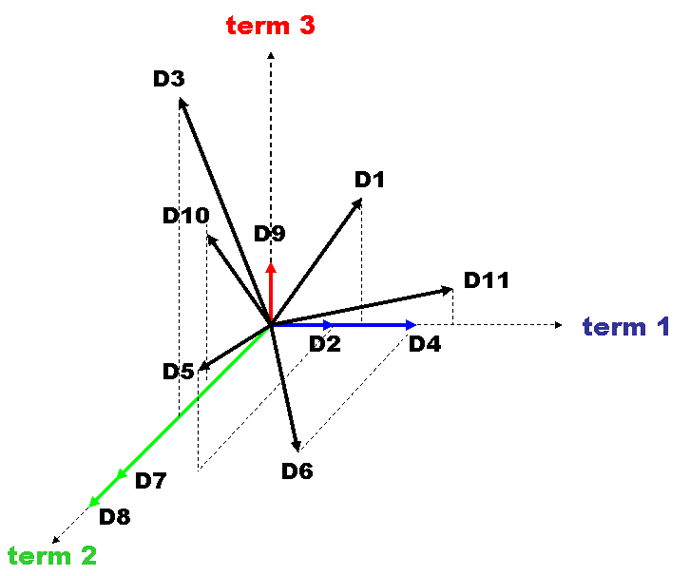 term 3
D3
D1
D10
D9
D11
term 1
D2
D4
D5
D6
D7
D8
term 2